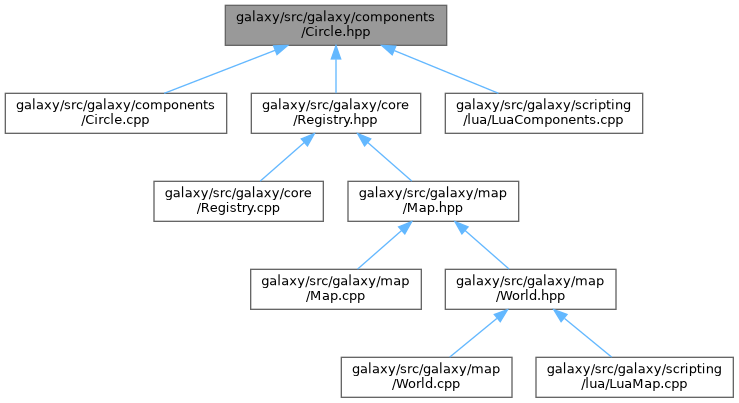 galaxy/src/galaxy/components
/Circle.hpp
galaxy/src/galaxy/components
/Circle.cpp
galaxy/src/galaxy/core
/Registry.hpp
galaxy/src/galaxy/scripting
/lua/LuaComponents.cpp
galaxy/src/galaxy/core
/Registry.cpp
galaxy/src/galaxy/map
/Map.hpp
galaxy/src/galaxy/map
/Map.cpp
galaxy/src/galaxy/map
/World.hpp
galaxy/src/galaxy/map
/World.cpp
galaxy/src/galaxy/scripting
/lua/LuaMap.cpp